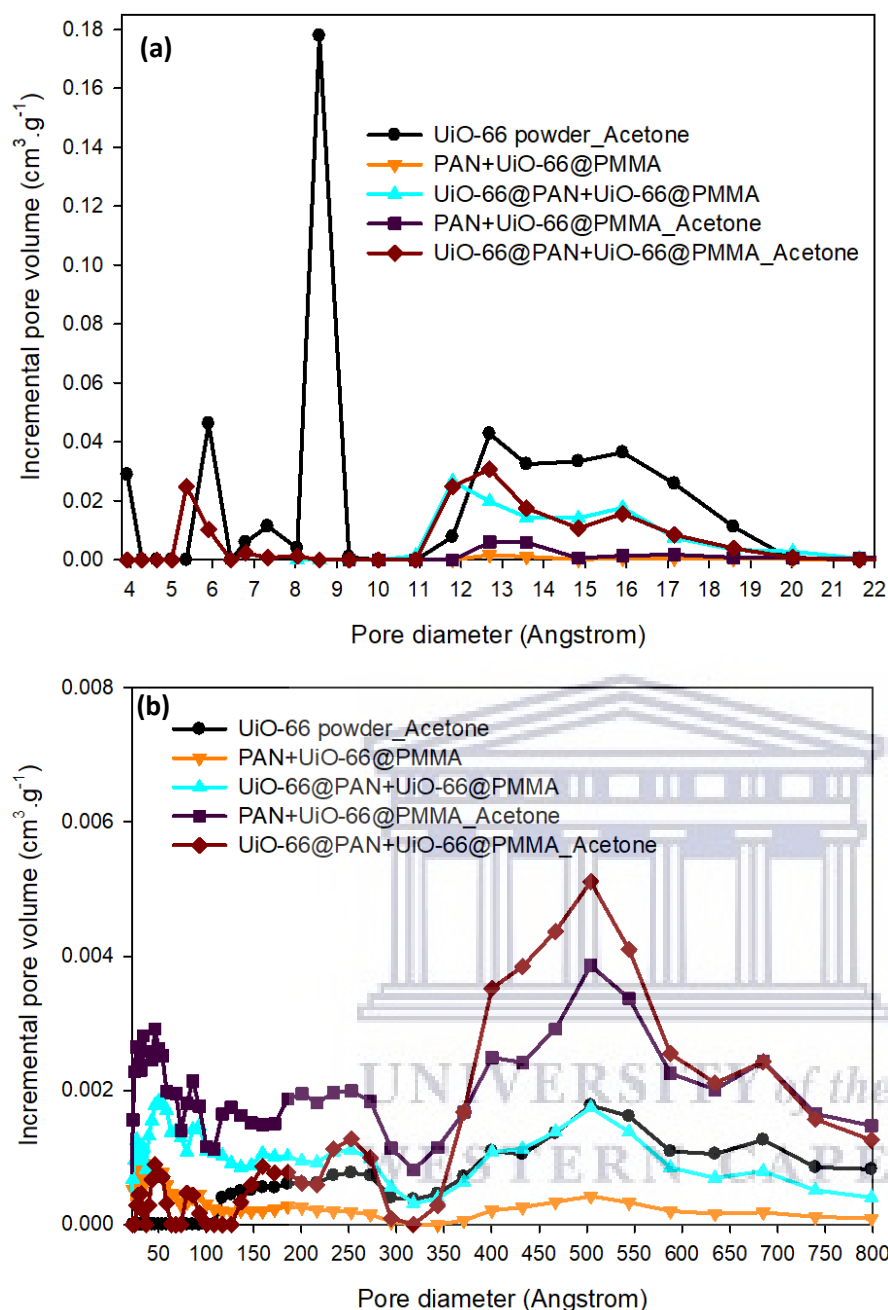 (a)
0.18
0.16
0.14
0.12
0.10
0.08
0.06
0.04
0.02
0.00
Incremental pore volume (cm³.g⁻¹)
UiO-66 powder_Acetone
PAN+UiO-66@PMMA
UiO-66@PAN+UiO-66@PMMA
PAN+UiO-66@PMMA_Acetone
UiO-66@PAN+UiO-66@PMMA_Acetone
4 5 6 7 8 9 10 11 12 13 14 15 16 17 18 19 20 21 22
Pore diameter (Angstrom)
(b)
0.008
0.006
0.004
0.002
0.000
Incremental pore volume (cm³.g⁻¹)
UiO-66 powder_Acetone
PAN+UiO-66@PMMA
UiO-66@PAN+UiO-66@PMMA
PAN+UiO-66@PMMA_Acetone
UiO-66@PAN+UiO-66@PMMA_Acetone
UNIVERSITY of the
WESTERN CAPE
50 100 150 200 250 300 350 400 450 500 550 600 650 700 750 800
Pore diameter (Angstrom)